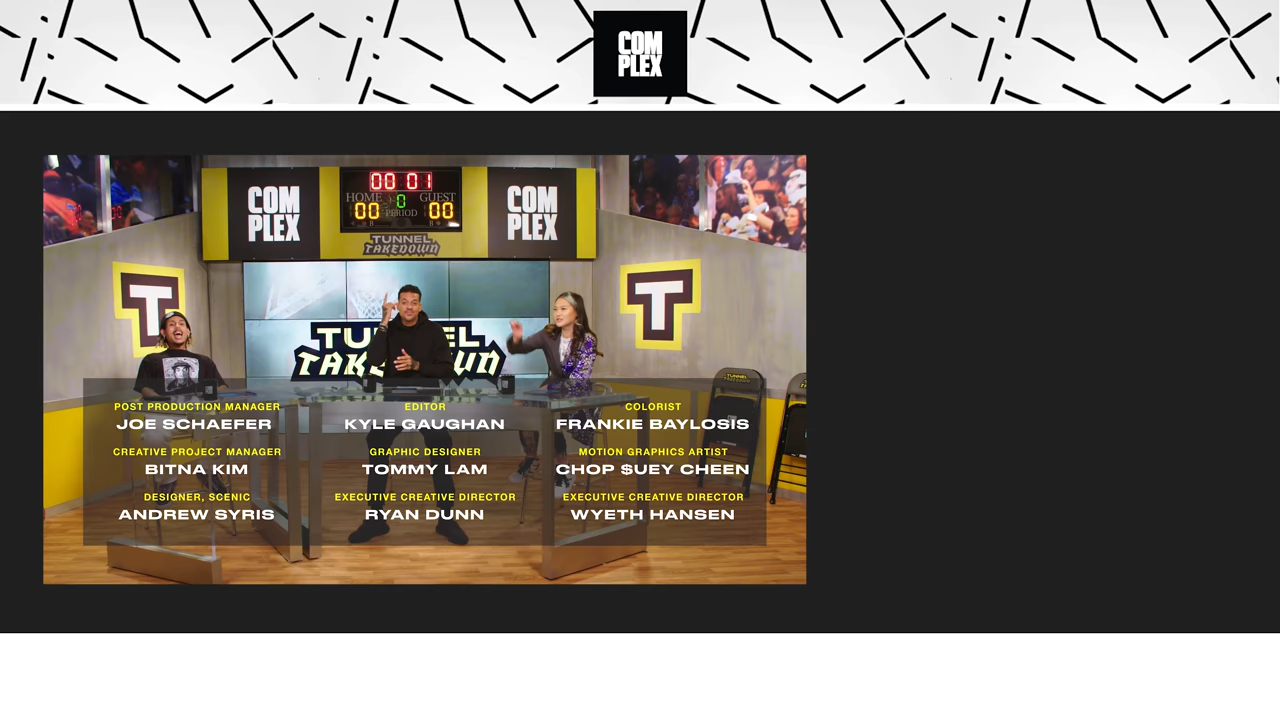 COM
PLEX
COM
PLEX
00 01
HOME
0
GUEST
00
PERIOD
00
COM
PLEX
TUNNEL
TAKEDOWN
T
T
TUNNEL
TAKEDOWN
POST PRODUCTION MANAGER
JOE SCHAEFER
EDITOR
KYLE GAUGHAN
COLORIST
FRANKIE BAYLOSIS
CREATIVE PROJECT MANAGER
BITNA KIM
GRAPHIC DESIGNER
TOMMY LAM
MOTION GRAPHICS ARTIST
CHOP $UEY CHEEN
DESIGNER, SCENIC
ANDREW SYRIS
EXECUTIVE CREATIVE DIRECTOR
RYAN DUNN
EXECUTIVE CREATIVE DIRECTOR
WYETH HANSEN